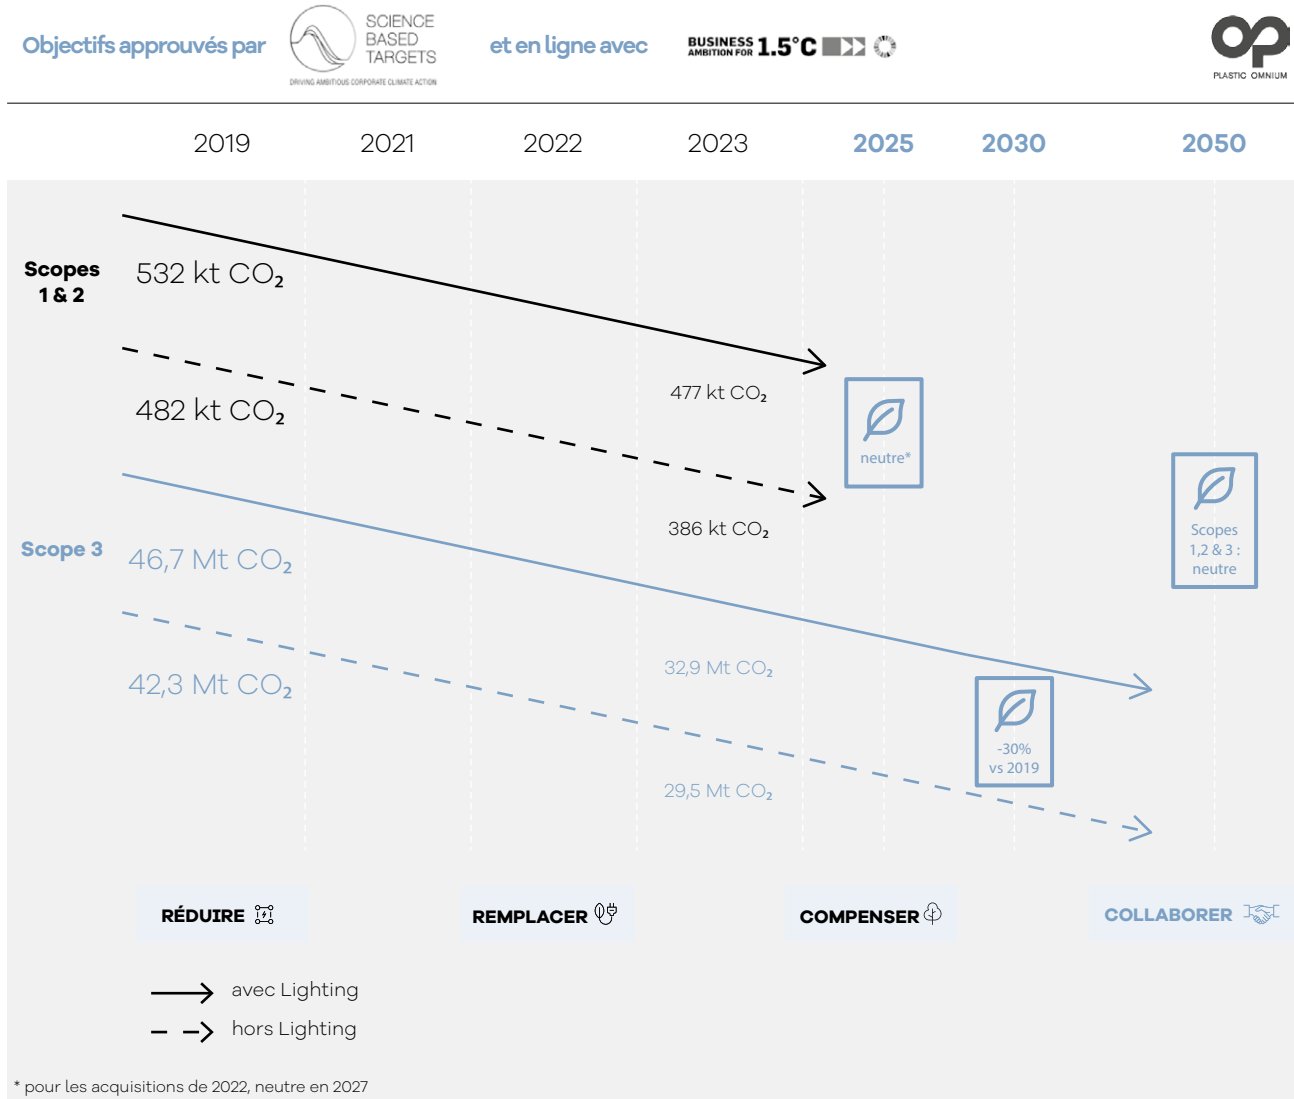 Objectifs approuvés par
SCIENCE
BASED
TARGETS
DRIVING AMBITIOUS CORPORATE CLIMATE ACTION
et en ligne avec
BUSINESS
AMBITION FOR 1.5°C
PLASTIC OMNIUM
2019 2021 2022 2023 2025 2030 2050
Scopes
1 & 2
532 kt CO₂
477 kt CO₂
482 kt CO₂
386 kt CO₂
neutre*
Scopes
1,2 & 3 :
neutre
Scope 3
46,7 Mt CO₂
32,9 Mt CO₂
42,3 Mt CO₂
29,5 Mt CO₂
-30%
vs 2019
RÉDUIRE
REMPLACER
COMPENSER
COLLABORER
avec Lighting
hors Lighting
* pour les acquisitions de 2022, neutre en 2027